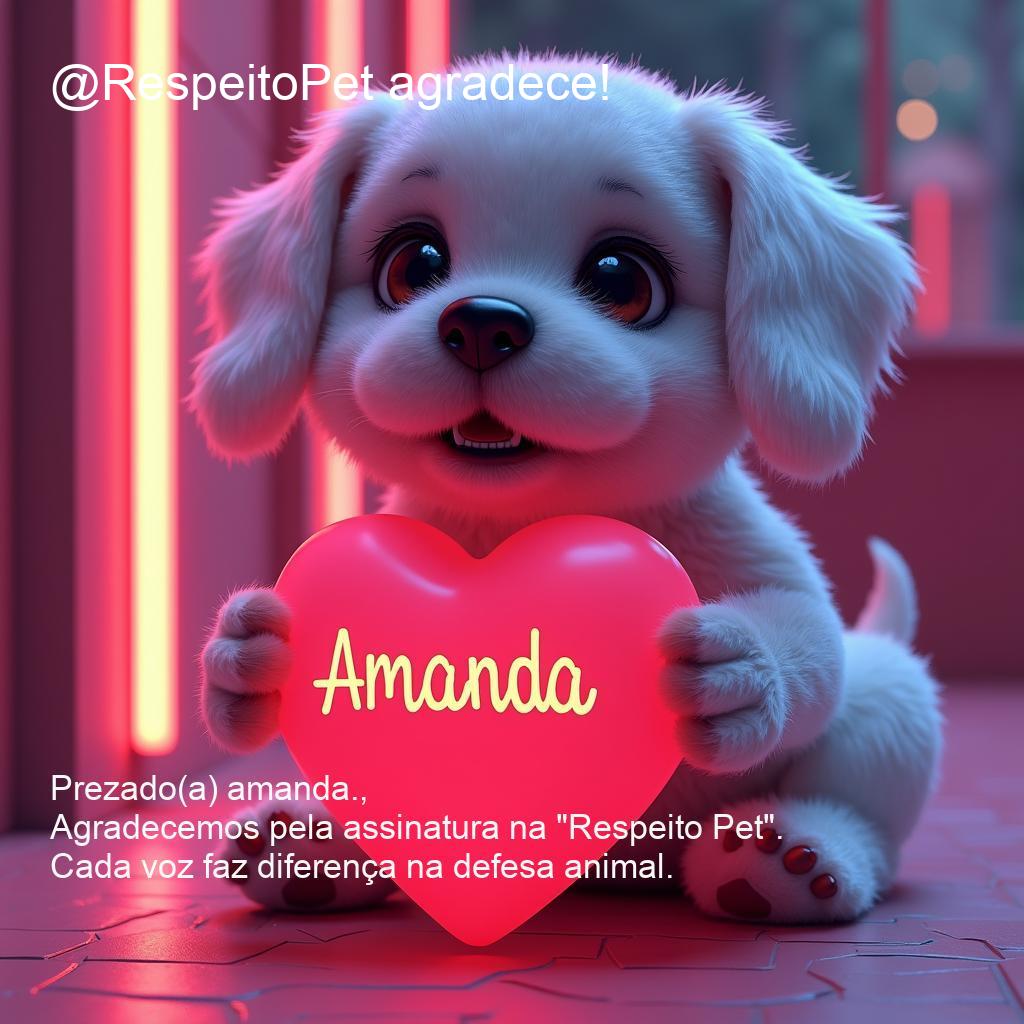 @RespeitoPet agradece!
Amanda
Prezado(a) amanda.,
Agradecemos pela assinatura na "Respeito Pet".
Cada voz faz diferença na defesa animal.